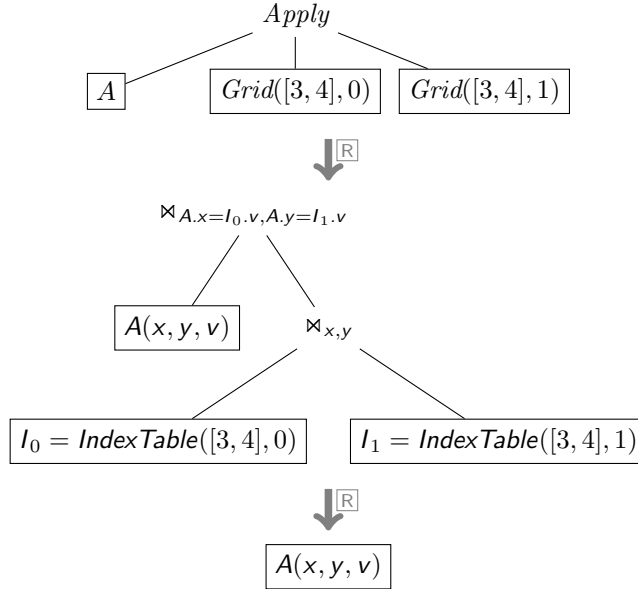 Apply
A Grid([3, 4], 0) Grid([3, 4], 1)
R
⋈A.x=I₀.v,A.y=I₁.v
A(x, y, v) ⋈x,y
I₀ = IndexTable([3, 4], 0) I₁ = IndexTable([3, 4], 1)
R
A(x, y, v)